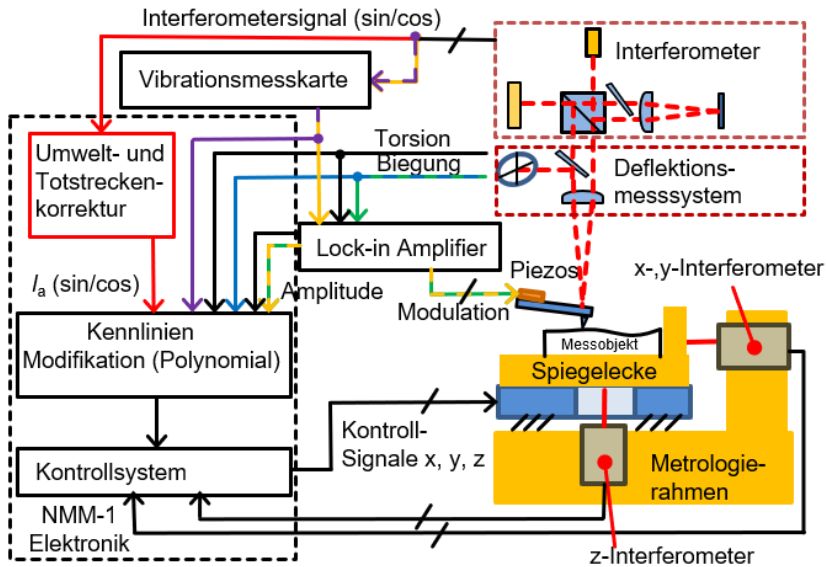 Interferometersignal (sin/cos)
Interferometer
Vibrationsmesskarte
Umwelt- und
Totstrecken-
korrektur
Torsion
Biegung
Deflektions-
messsystem
Lock-in Amplifier
Iₐ (sin/cos)
Amplitude
Modulation
Piezos
x-,y-Interferometer
Kennlinien
Modifikation (Polynomial)
Messobjekt
Spiegelecke
Kontroll-
Signale x, y, z
Kontrollsystem
Metrologie-
rahmen
NMM-1
Elektronik
z-Interferometer